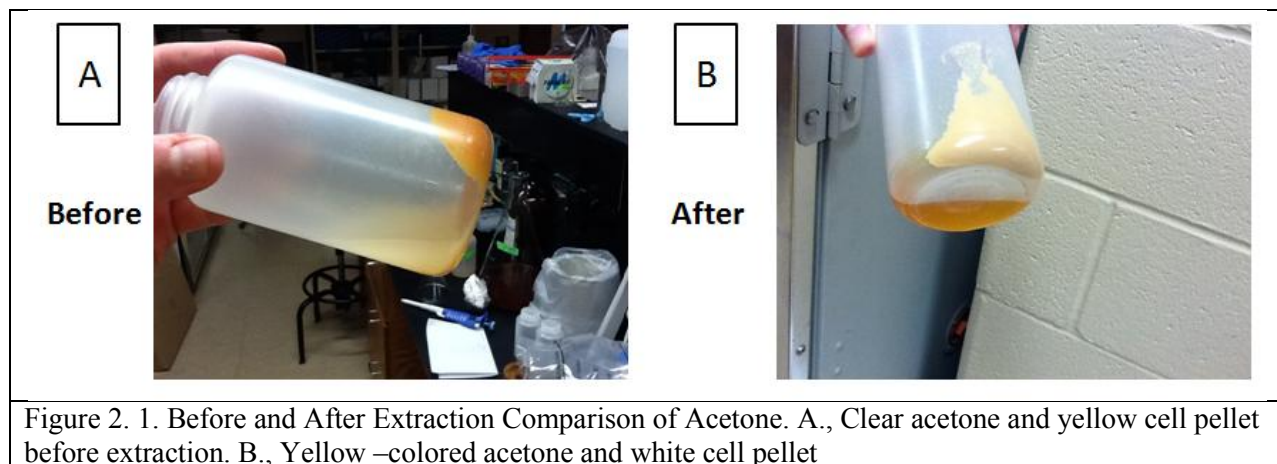 A
Before
B
After
Figure 2. 1. Before and After Extraction Comparison of Acetone. A., Clear acetone and yellow cell pellet
before extraction. B., Yellow –colored acetone and white cell pellet